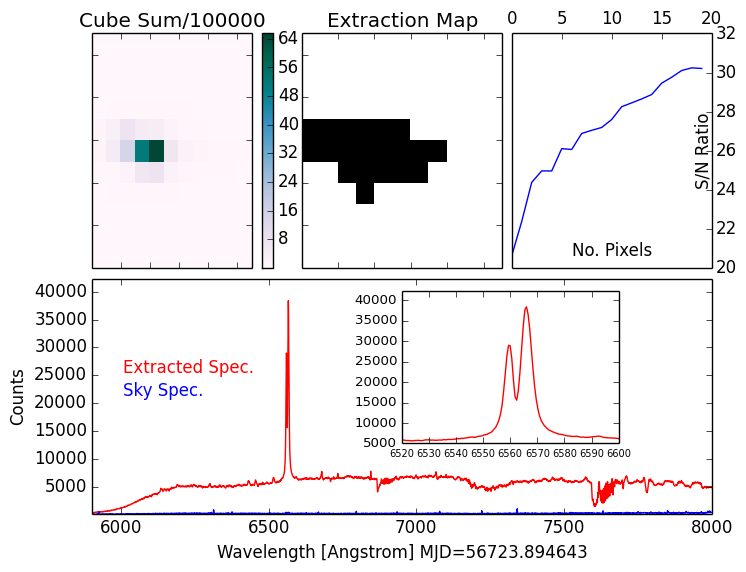 Cube Sum/100000
Extraction Map
0 5 10 15 20
64
56
48
40
32
24
16
8
32
30
28
26
24
22
20
S/N Ratio
No. Pixels
40000
35000
30000
25000
20000
15000
10000
5000
Counts
Extracted Spec.
Sky Spec.
40000
35000
30000
25000
20000
15000
10000
5000
6520 6530 6540 6550 6560 6570 6580 6590 6600
6000 6500 7000 7500 8000
Wavelength [Angstrom] MJD=56723.894643